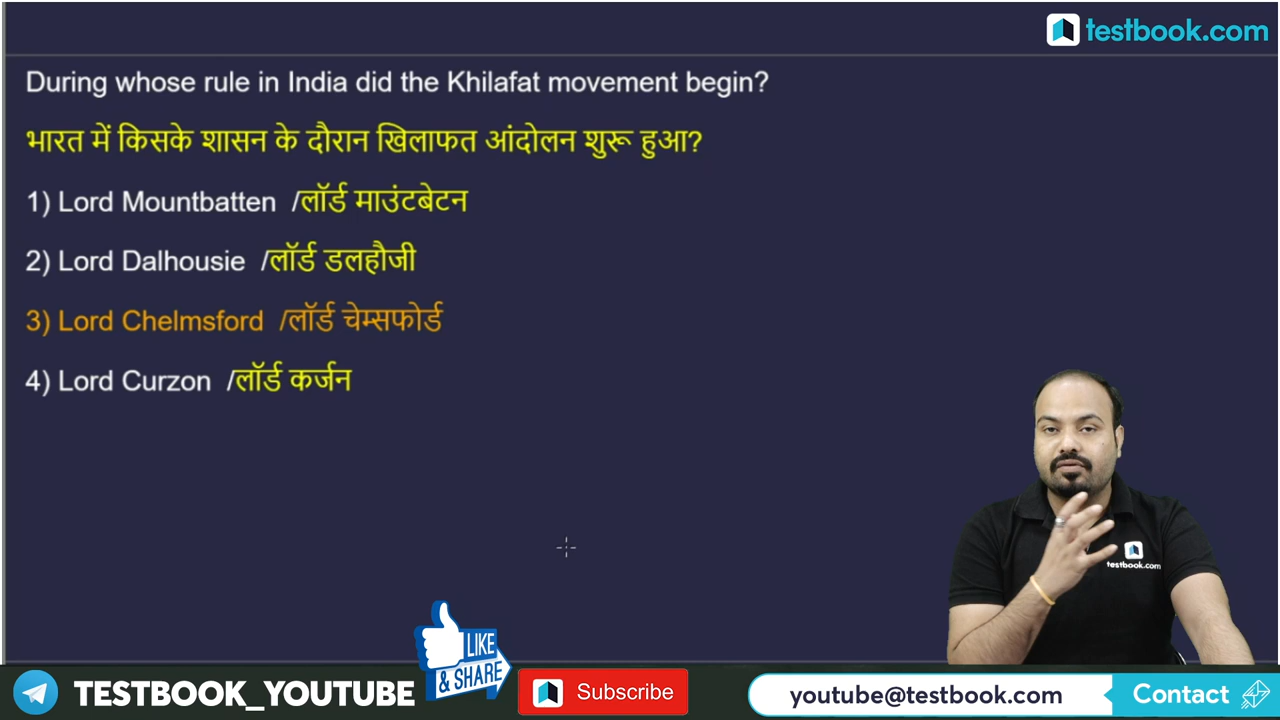 testbook.com
During whose rule in India did the Khilafat movement begin?
भारत में किसके शासन के दौरान खिलाफत आंदोलन शुरू हुआ?
1) Lord Mountbatten /लॉर्ड माउंटबेटन
2) Lord Dalhousie /लॉर्ड डलहौजी
3) Lord Chelmsford /लॉर्ड चेम्सफोर्ड
4) Lord Curzon /लॉर्ड कर्जन
testbook.com
LIKE
& SHARE
TESTBOOK_YOUTUBE
Subscribe
youtube@testbook.com
Contact